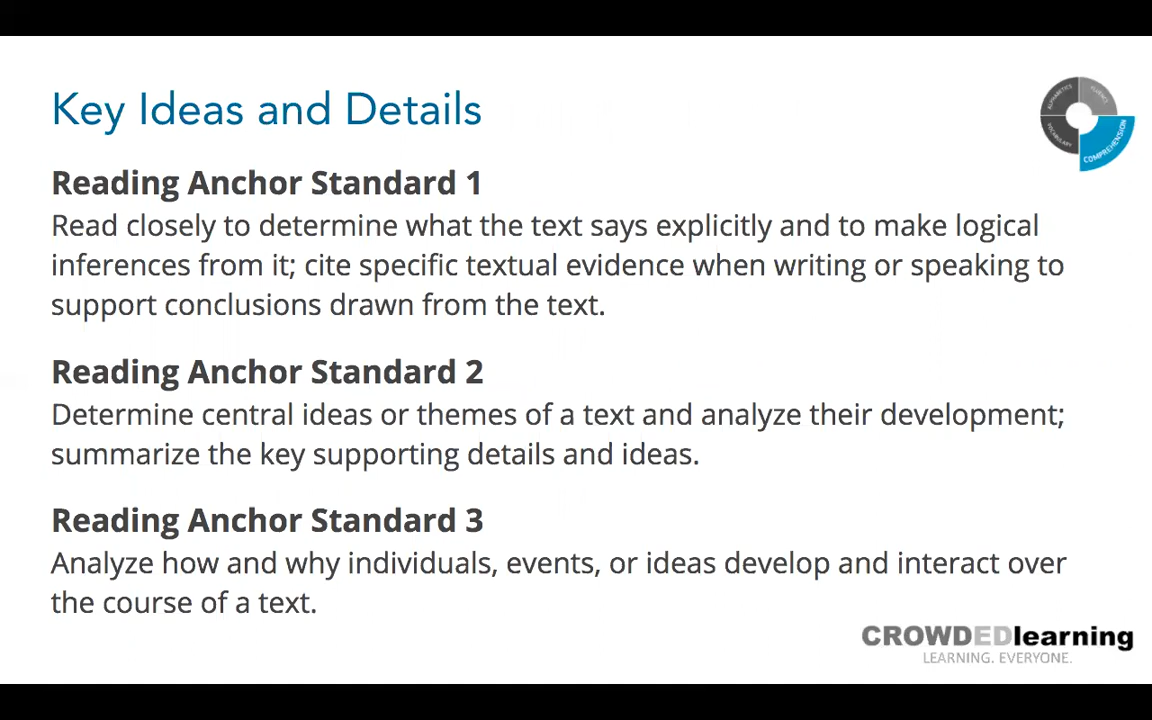 Key Ideas and Details
ALPHABETICS
FLUENCY
VOCABULARY
COMPREHENSION
Reading Anchor Standard 1
Read closely to determine what the text says explicitly and to make logical
inferences from it; cite specific textual evidence when writing or speaking to
support conclusions drawn from the text.
Reading Anchor Standard 2
Determine central ideas or themes of a text and analyze their development;
summarize the key supporting details and ideas.
Reading Anchor Standard 3
Analyze how and why individuals, events, or ideas develop and interact over
the course of a text.
CROWDEDlearning
LEARNING. EVERYONE.